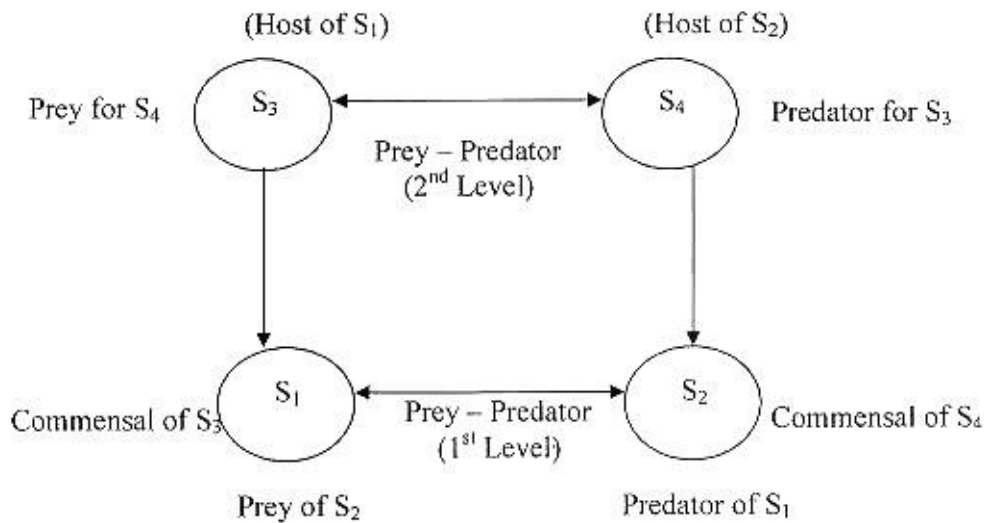 (Host of S₁)
(Host of S₂)
Prey for S₄
S₃
S₄
Predator for S₃
Prey – Predator
(2ⁿᵈ Level)
S₁
S₂
Commensal of S₃
Prey – Predator
(1ˢᵗ Level)
Commensal of S₄
Prey of S₂
Predator of S₁